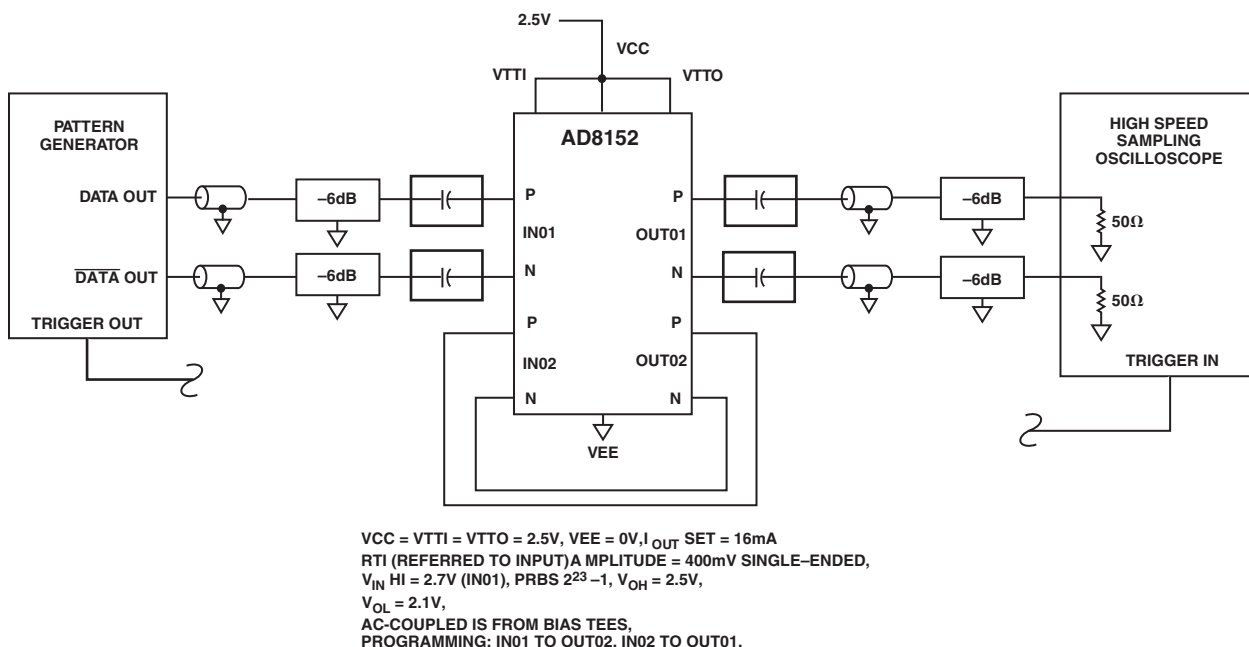 2.5V
VCC
VTTI
VTTO
PATTERN
GENERATOR
DATA OUT
DATA OUT
TRIGGER OUT
–6dB
–6dB
AD8152
P
IN01
N
P
IN02
N
P
OUT01
N
P
OUT02
N
VEE
–6dB
–6dB
HIGH SPEED
SAMPLING
OSCILLOSCOPE
50Ω
50Ω
TRIGGER IN
VCC = VTTI = VTTO = 2.5V, VEE = 0V,I OUT SET = 16mA
RTI (REFERRED TO INPUT)A MPLITUDE = 400mV SINGLE–ENDED,
VIN HI = 2.7V (IN01), PRBS 2²³ –1, VOH = 2.5V,
VOL = 2.1V,
AC-COUPLED IS FROM BIAS TEES,
PROGRAMMING: IN01 TO OUT02, IN02 TO OUT01.